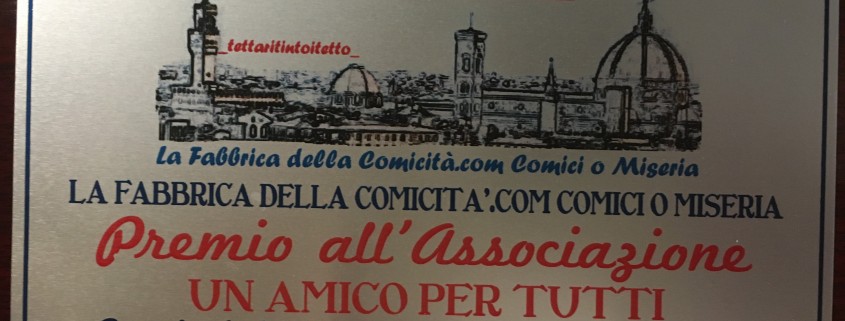 _tettaritintoitetto_
La Fabbrica della Comicità.com Comici o Miseria
LA FABBRICA DELLA COMICITA'.COM COMICI O MISERIA
Premio all'Associazione
UN AMICO PER TUTTI